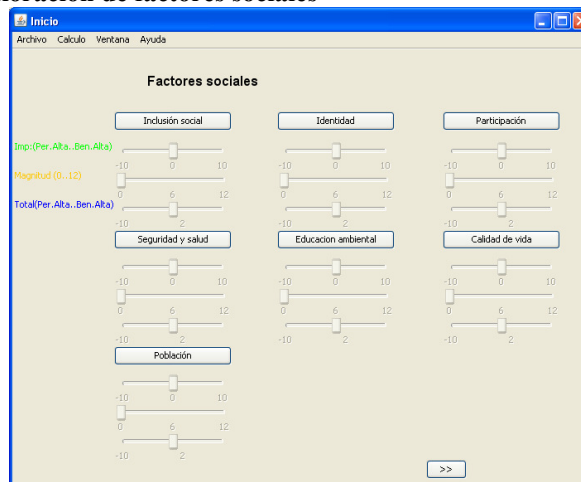 Inicio
Archivo Calculo Ventana Ayuda
Factores sociales
Inclusión social Identidad Participación
Imp:(Per.Alta..Ben.Alta)
-10 0 10 -10 0 10 -10 0 10
Magnitud (0..12)
0 6 12 0 6 12 0 6 12
Total(Per.Alta..Ben.Alta)
-10 2 -10 2 -10 2
Seguridad y salud Educacion ambiental Calidad de vida
-10 0 10 -10 0 10 -10 0 10
0 6 12 0 6 12 0 6 12
-10 2 -10 2 -10 2
Población
-10 0 10
0 6 12
-10 2
>>